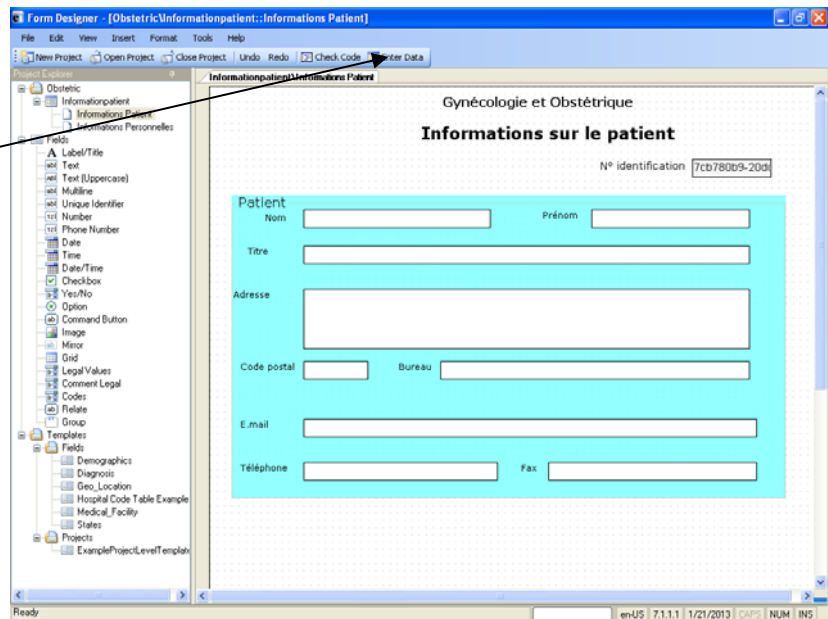 Form Designer - [Obstetric\Informationpatient::Informations Patient]
File Edit View Insert Format Tools Help
New Project Open Project Close Project Undo Redo Check Code Enter Data
Project Explorer
Informationpatient\Informations Patient
Obstetric
Informationpatient
Informations Patient
Informations Personnelles
Fields
Label/Title
Text
Text (Uppercase)
Multiline
Unique Identifier
Number
Phone Number
Date
Time
Date/Time
Checkbox
Yes/No
Option
Command Button
Image
Mirror
Grid
Legal Values
Comment Legal
Codes
Relate
Group
Templates
Fields
Demographics
Diagnosis
Geo_Location
Hospital Code Table Example
Medical_Facility
States
Projects
ExampleProjectLevelTemplate
Gynécologie et Obstétrique
Informations sur le patient
N° identification 7cb780b9-20d
Patient
Nom Prénom
Titre
Adresse
Code postal Bureau
E.mail
Téléphone Fax
Ready en-US 7.1.1.1 1/21/2013 CAPS NUM INS